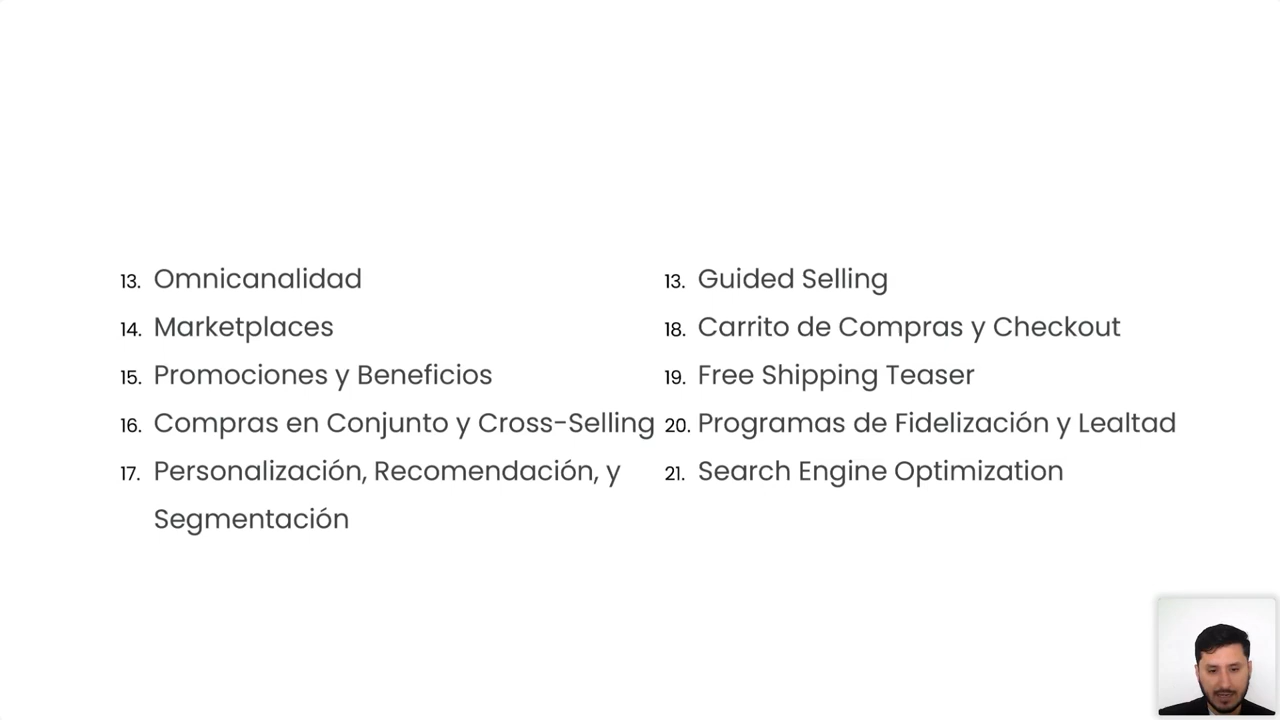 13. Omnicanalidad
14. Marketplaces
15. Promociones y Beneficios
16. Compras en Conjunto y Cross-Selling
17. Personalización, Recomendación, y
Segmentación
13. Guided Selling
18. Carrito de Compras y Checkout
19. Free Shipping Teaser
20. Programas de Fidelización y Lealtad
21. Search Engine Optimization